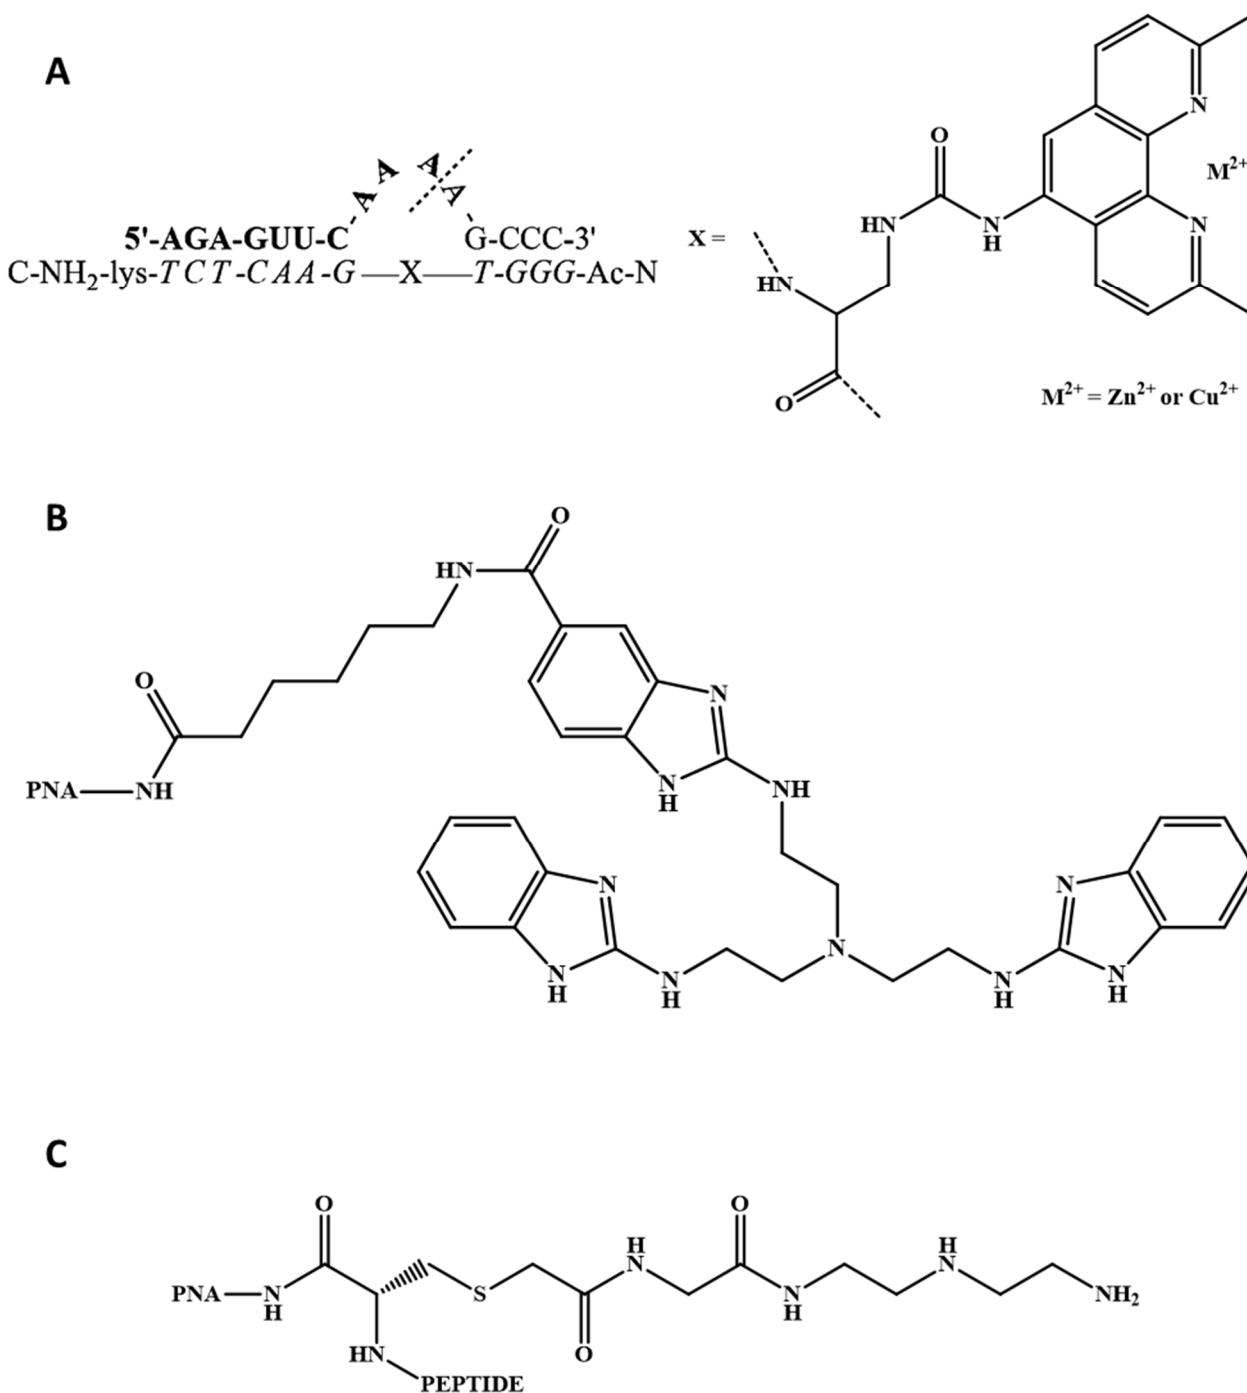 A
A A A A
5'-AGA-GUU-C G-CCC-3'
C-NH2-lys-TCT-CAA-G—X—T-GGG-Ac-N
X =
HN
O
HN
O
N
H
N
N
M2+
M2+ = Zn2+ or Cu2+
B
O
HN
O
PNA
NH
N
N
H
NH
N
N
H
N
H
N
N
H
N
N
H
C
O
PNA
N
H
HN
PEPTIDE
S
O
H
N
O
N
H
H
N
NH2